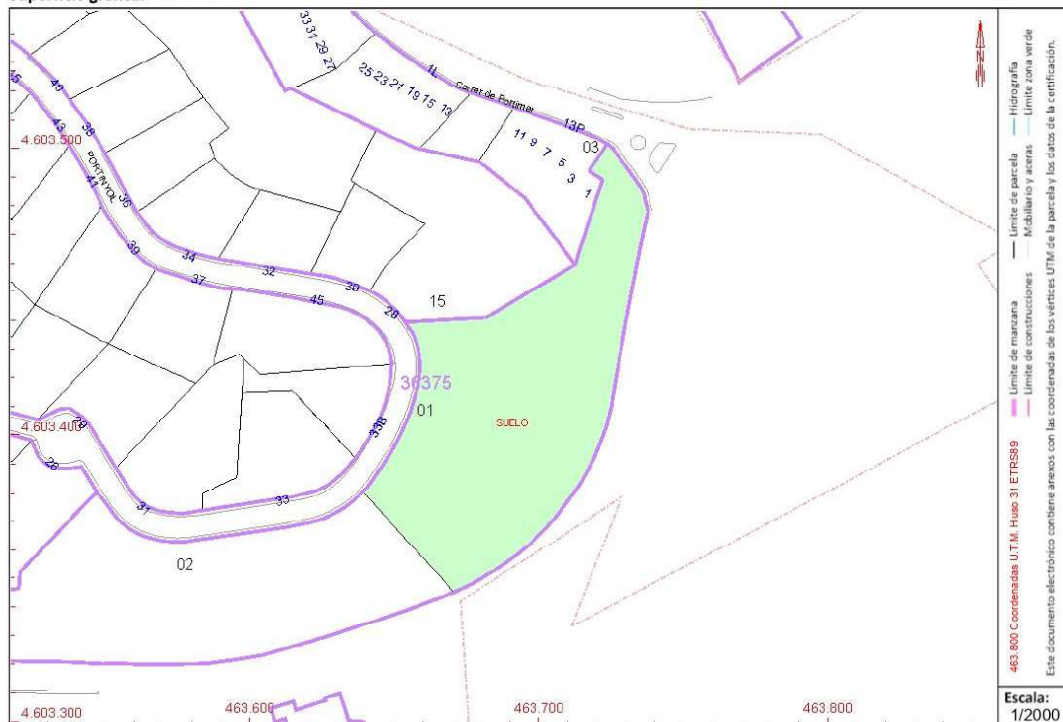 33 31 29 27
25 23 21 19 15 13
1L
Carrer de Portimer
13P
11 9 7 5 3 1
03
45
40
43
38
4.603.500
PORTINYOL
41
36
39
34
37
32
45
30
28
15
36375
01
SUELO
33B
4.603.400
28
26
31
33
02
4.603.300
463.600
463.700
463.800
N
463.800 Coordenadas U.T.M. Huso 31 ETRS89
Límite de manzana
Límite de parcela
Hidrografía
Límite de construcciones
Mobiliario y aceras
Límite zona verde
Este documento electrónico contiene anexos con las coordenadas de los vértices UTM de la parcela y los datos de la certificación.
Escala:
1/2000